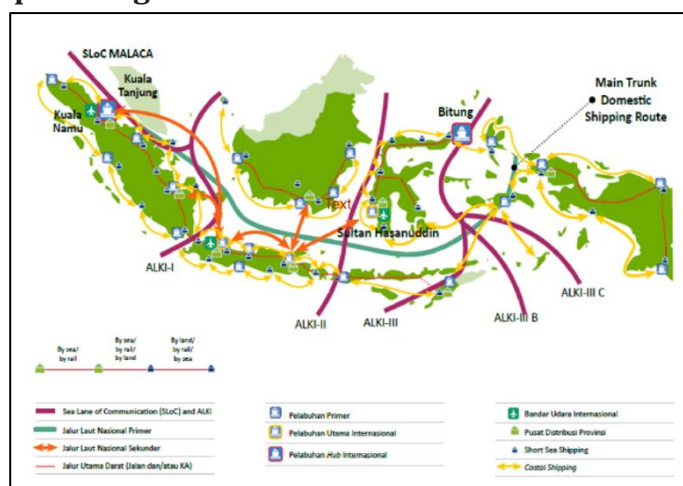 SLoC MALACA
Kuala
Tanjung
Kuala
Namu
Bitung
Main Trunk
Domestic
Shipping Route
Text
Sultan Hasanuddin
ALKI-I
ALKI-II
ALKI-III
ALKI-III B
ALKI-III C
By sea/
by rail
By sea/
by rail/
by land
By land/
by rail/
by sea
Sea Lane of Communication (SLoC) and ALKI
Jalur Laut Nasional Primer
Jalur Laut Nasional Sekunder
Jalur Utama Darat (Jalan dan/atau KA)
Pelabuhan Primer
Pelabuhan Utama Internasional
Pelabuhan Hub Internasional
Bandar Udara Internasional
Pusat Distribusi Provinsi
Short Sea Shipping
Costal Shipping